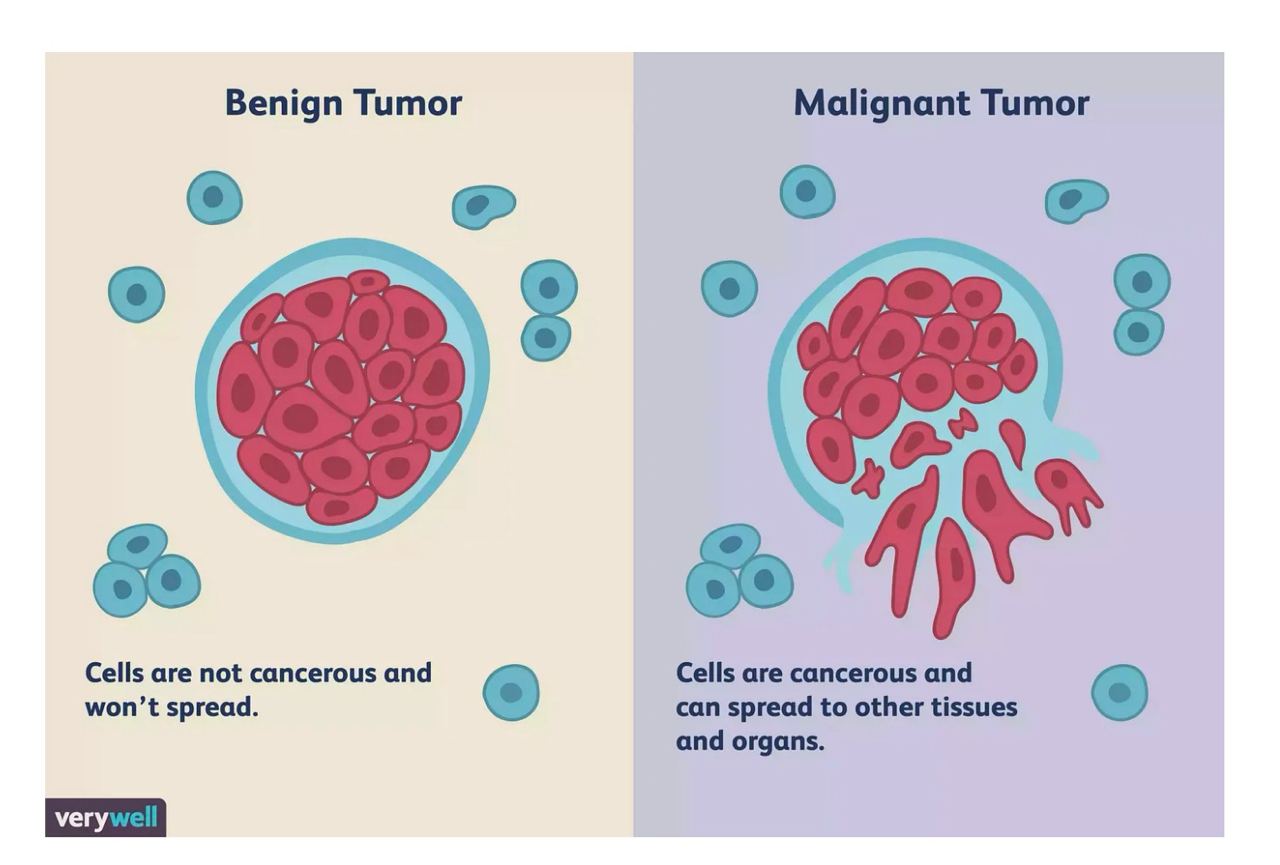 Benign Tumor
Malignant Tumor
Cells are not cancerous and
won’t spread.
Cells are cancerous and
can spread to other tissues
and organs.
verywell